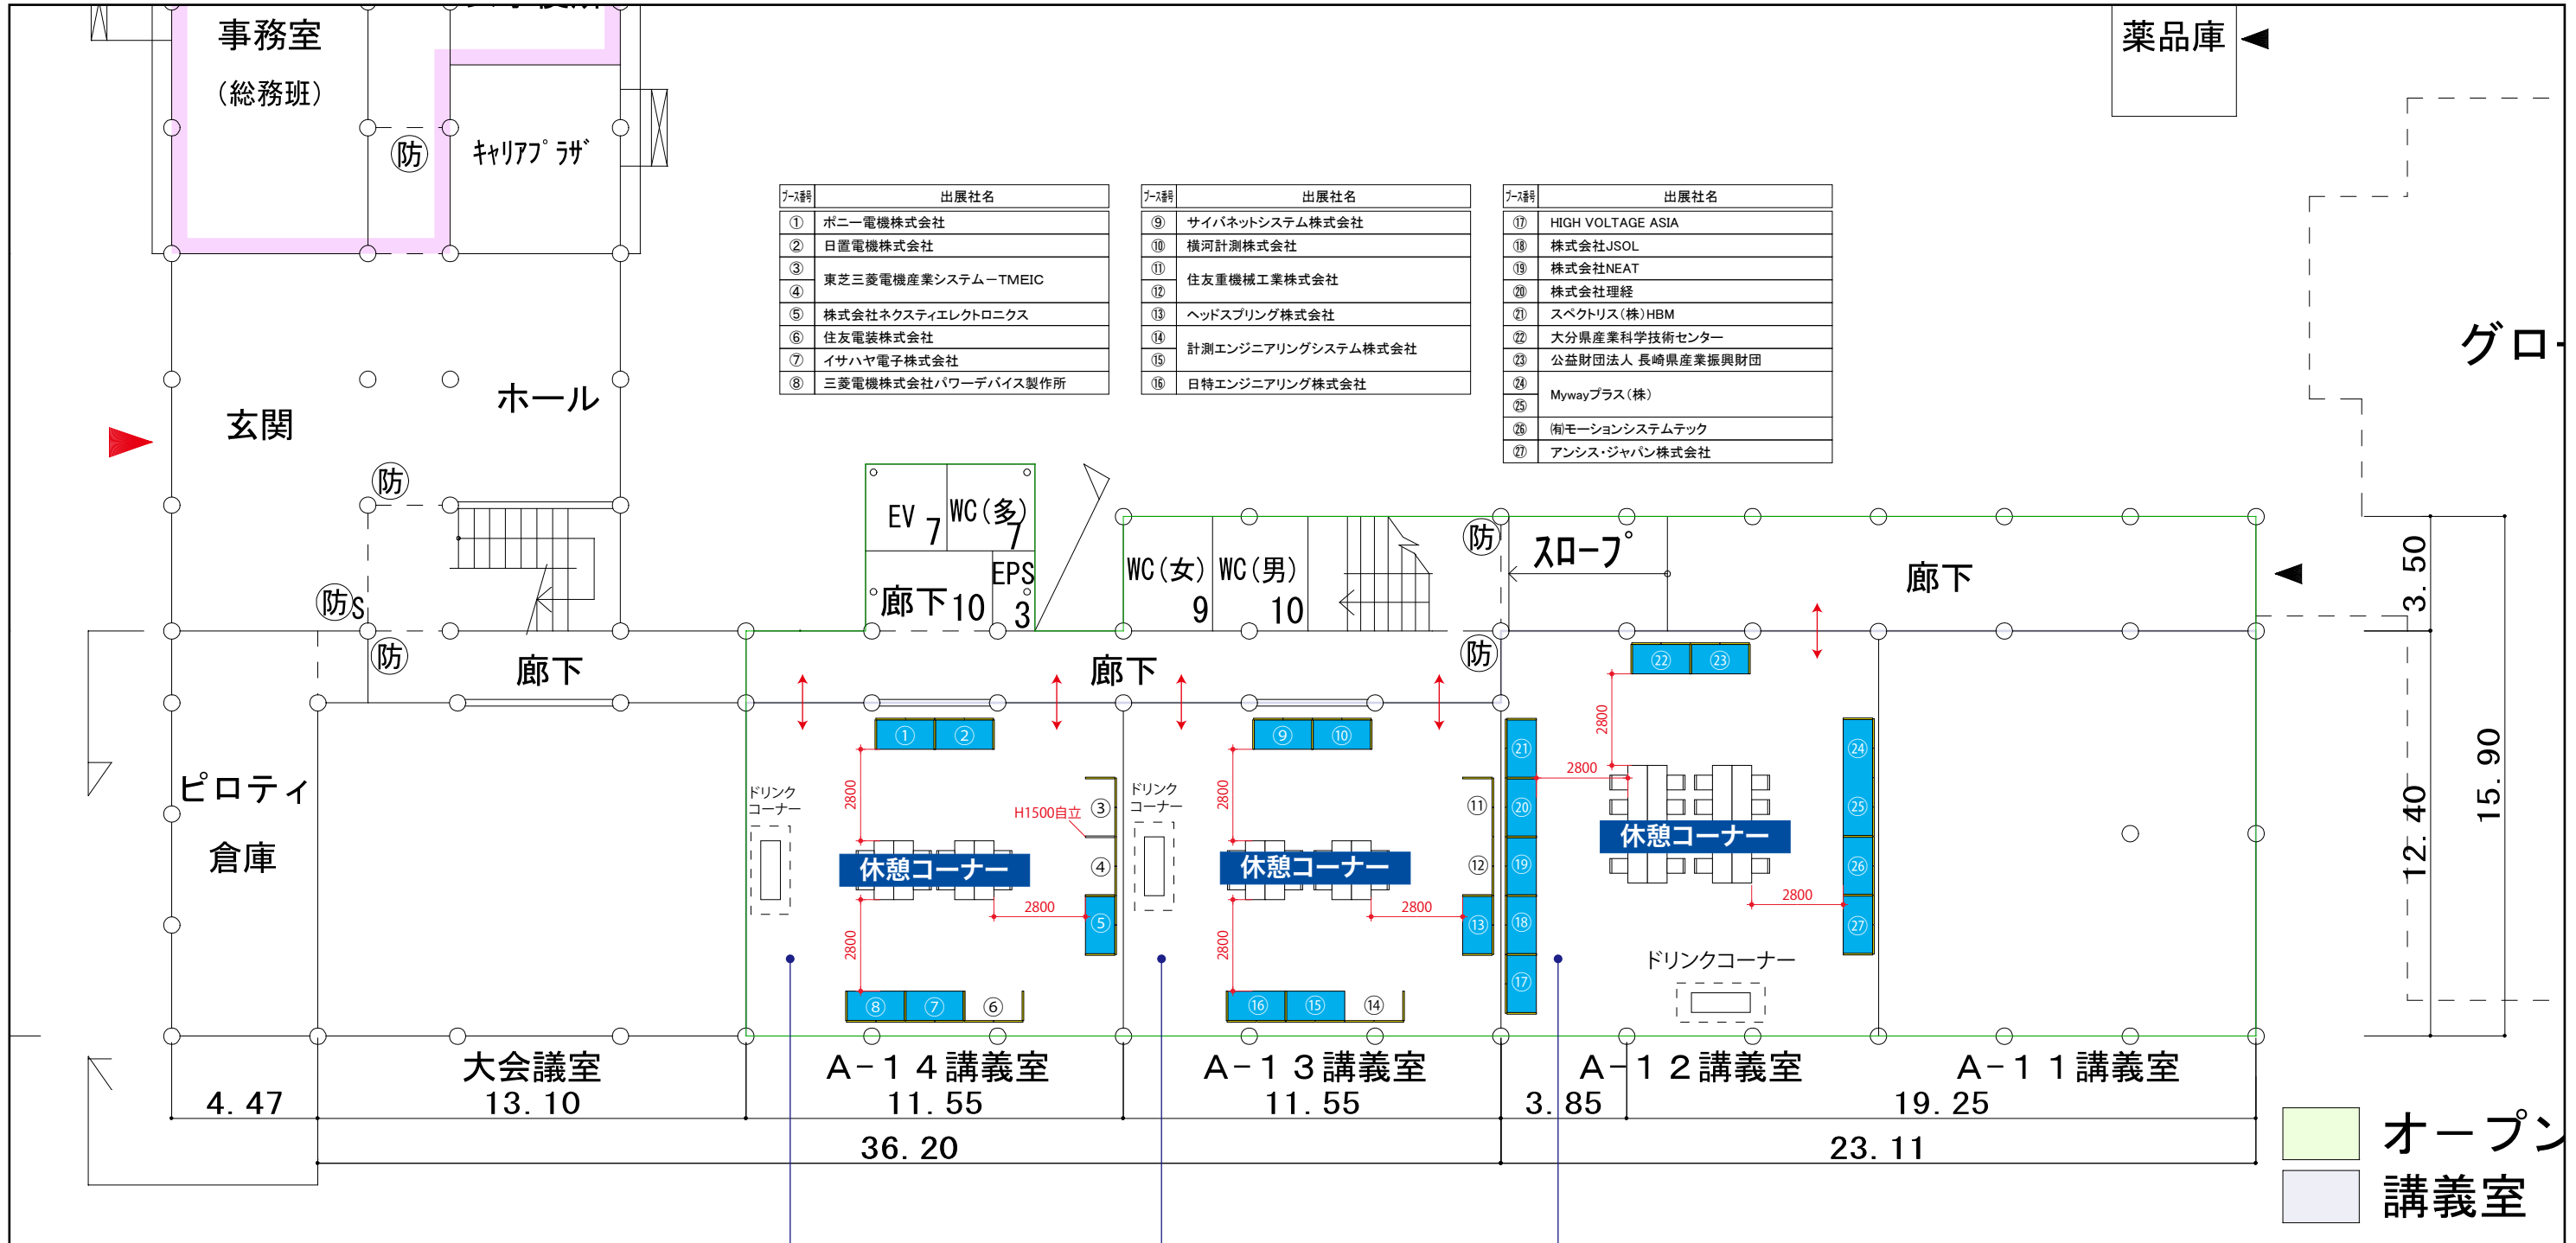 事務室
(総務班)
防
ｷｬﾘｱﾌﾟﾗｻﾞ
薬品庫
ﾌﾞｰｽ番号 出展社名
① ポニー電機株式会社
② 日置電機株式会社
③
④
東芝三菱電機産業システムーTMEIC
⑤ 株式会社ネクスティエレクトロニクス
⑥ 住友電装株式会社
⑦ イサハヤ電子株式会社
⑧ 三菱電機株式会社パワーデバイス製作所
ﾌﾞｰｽ番号 出展社名
⑨ サイバネットシステム株式会社
⑩ 横河計測株式会社
⑪
⑫
住友重機械工業株式会社
⑬ ヘッドスプリング株式会社
⑭
⑮
計測エンジニアリングシステム株式会社
⑯ 日特エンジニアリング株式会社
ﾌﾞｰｽ番号 出展社名
⑰ HIGH VOLTAGE ASIA
⑱ 株式会社JSOL
⑲ 株式会社NEAT
⑳ 株式会社理経
㉑ スペクトリス(株)HBM
㉒ 大分県産業科学技術センター
㉓ 公益財団法人 長崎県産業振興財団
㉔
㉕
Mywayプラス(株)
㉖ ㈲モーションシステムテック
㉗ アンシス・ジャパン株式会社
グロー
玄関
ホール
防
防S
防
EV 7
WC(多)
7
廊下10
EPS
3
WC(女)
9
WC(男)
10
防
スロープ
廊下
3.50
廊下
廊下
防
ピロティ
倉庫
ドリンク
コーナー
① ②
2800
H1500自立
③
④
⑤
休憩コーナー
2800
2800
⑧ ⑦ ⑥
ドリンク
コーナー
⑨ ⑩
2800
⑪
⑫
⑬
休憩コーナー
2800
2800
⑯ ⑮ ⑭
㉒ ㉓
2800
㉑
⑳
⑲
⑱
⑰
2800
休憩コーナー
2800
㉔
㉕
㉖
㉗
ドリンクコーナー
12.40
15.90
大会議室
A-14講義室
A-13講義室
A-12講義室
A-11講義室
4.47
13.10
11.55
11.55
3.85
19.25
36.20
23.11
オープン
講義室